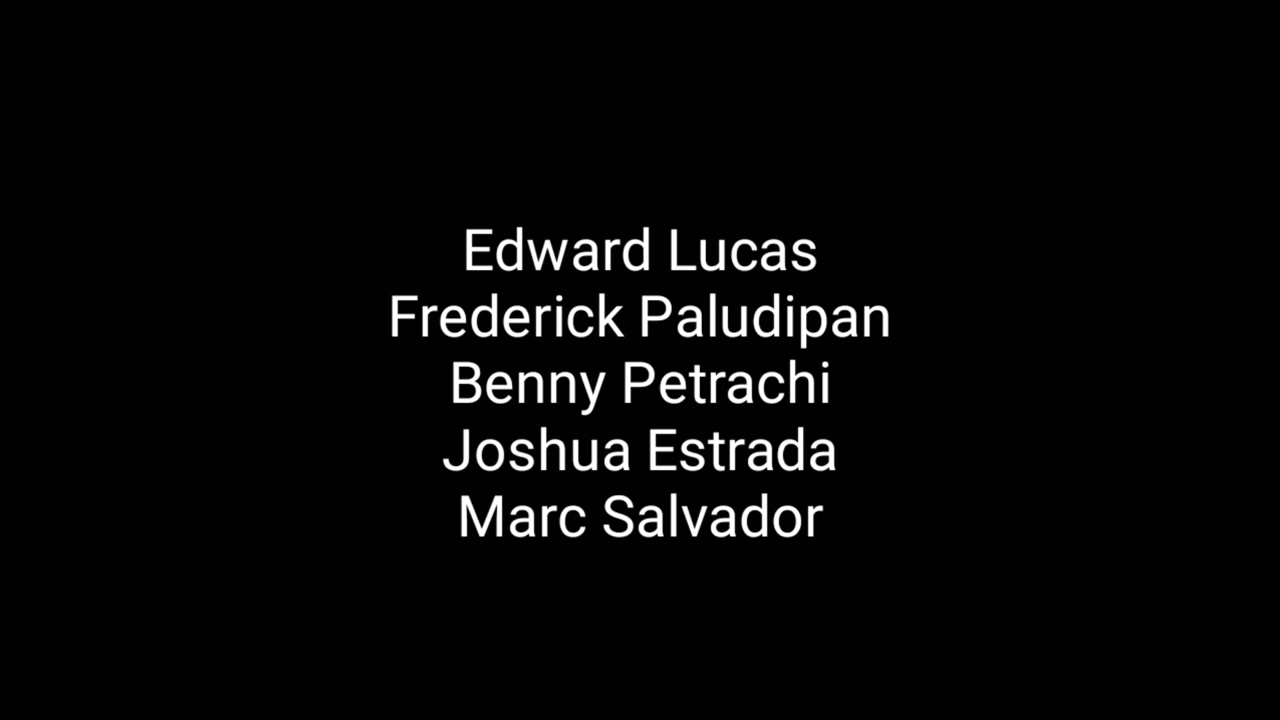 Edward Lucas
Frederick Paludipan
Benny Petrachi
Joshua Estrada
Marc Salvador